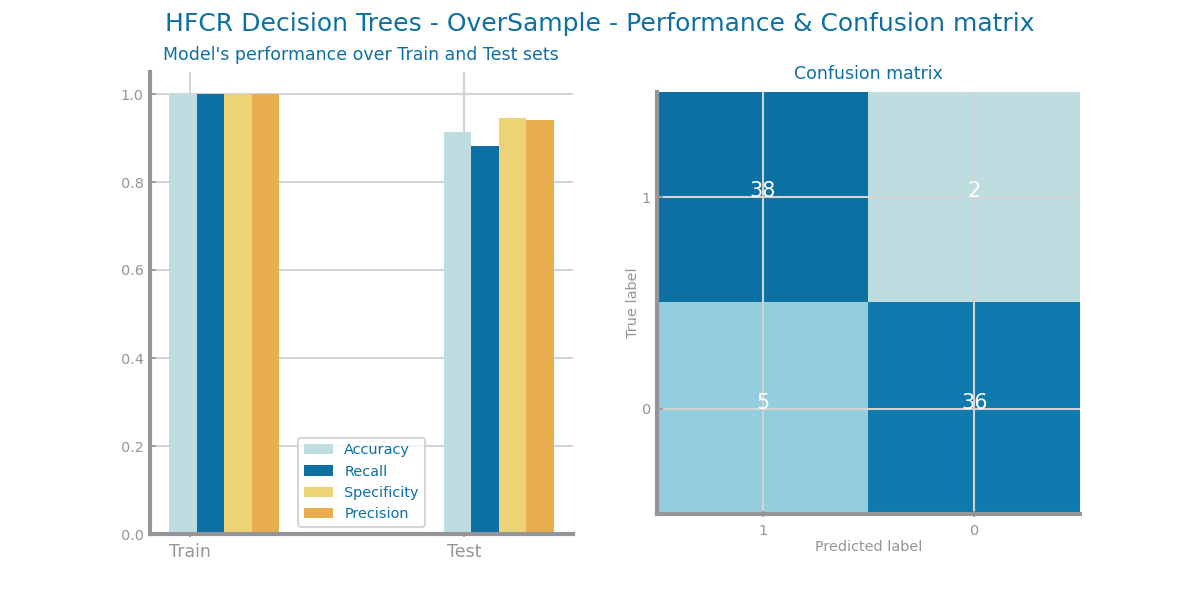 HFCR Decision Trees - OverSample - Performance & Confusion matrix
Model's performance over Train and Test sets
1.0
0.8
0.6
0.4
0.2
0.0
Train
Test
Accuracy
Recall
Specificity
Precision
Confusion matrix
True label
1
0
38
2
5
36
1
0
Predicted label